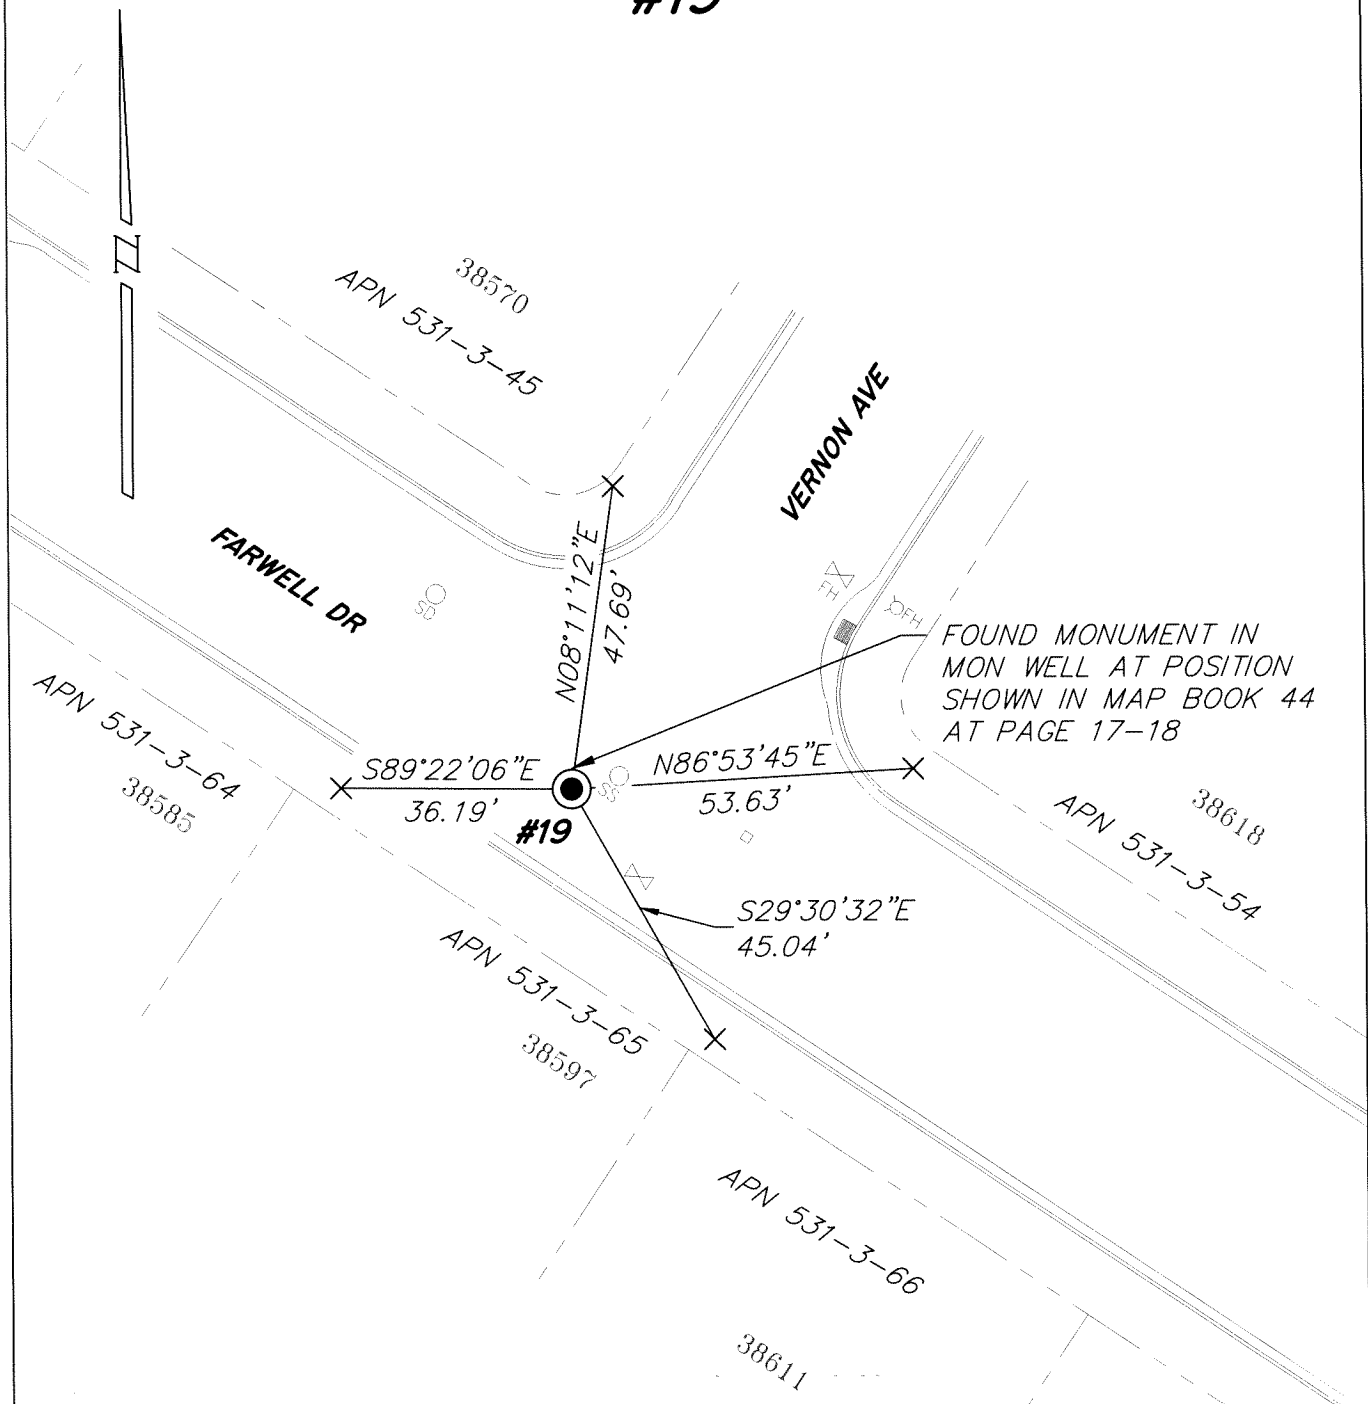 #19
38570
APN 531-3-45
VERNON AVE
FARWELL DR
SD
N08°11'12"E
47.69'
FH
FH
FOUND MONUMENT IN
MON WELL AT POSITION
SHOWN IN MAP BOOK 44
AT PAGE 17-18
APN 531-3-64
38585
S89°22'06"E
36.19'
#19
SS
N86°53'45"E
53.63'
38618
APN 531-3-54
S29°30'32"E
45.04'
APN 531-3-65
38597
APN 531-3-66
38611